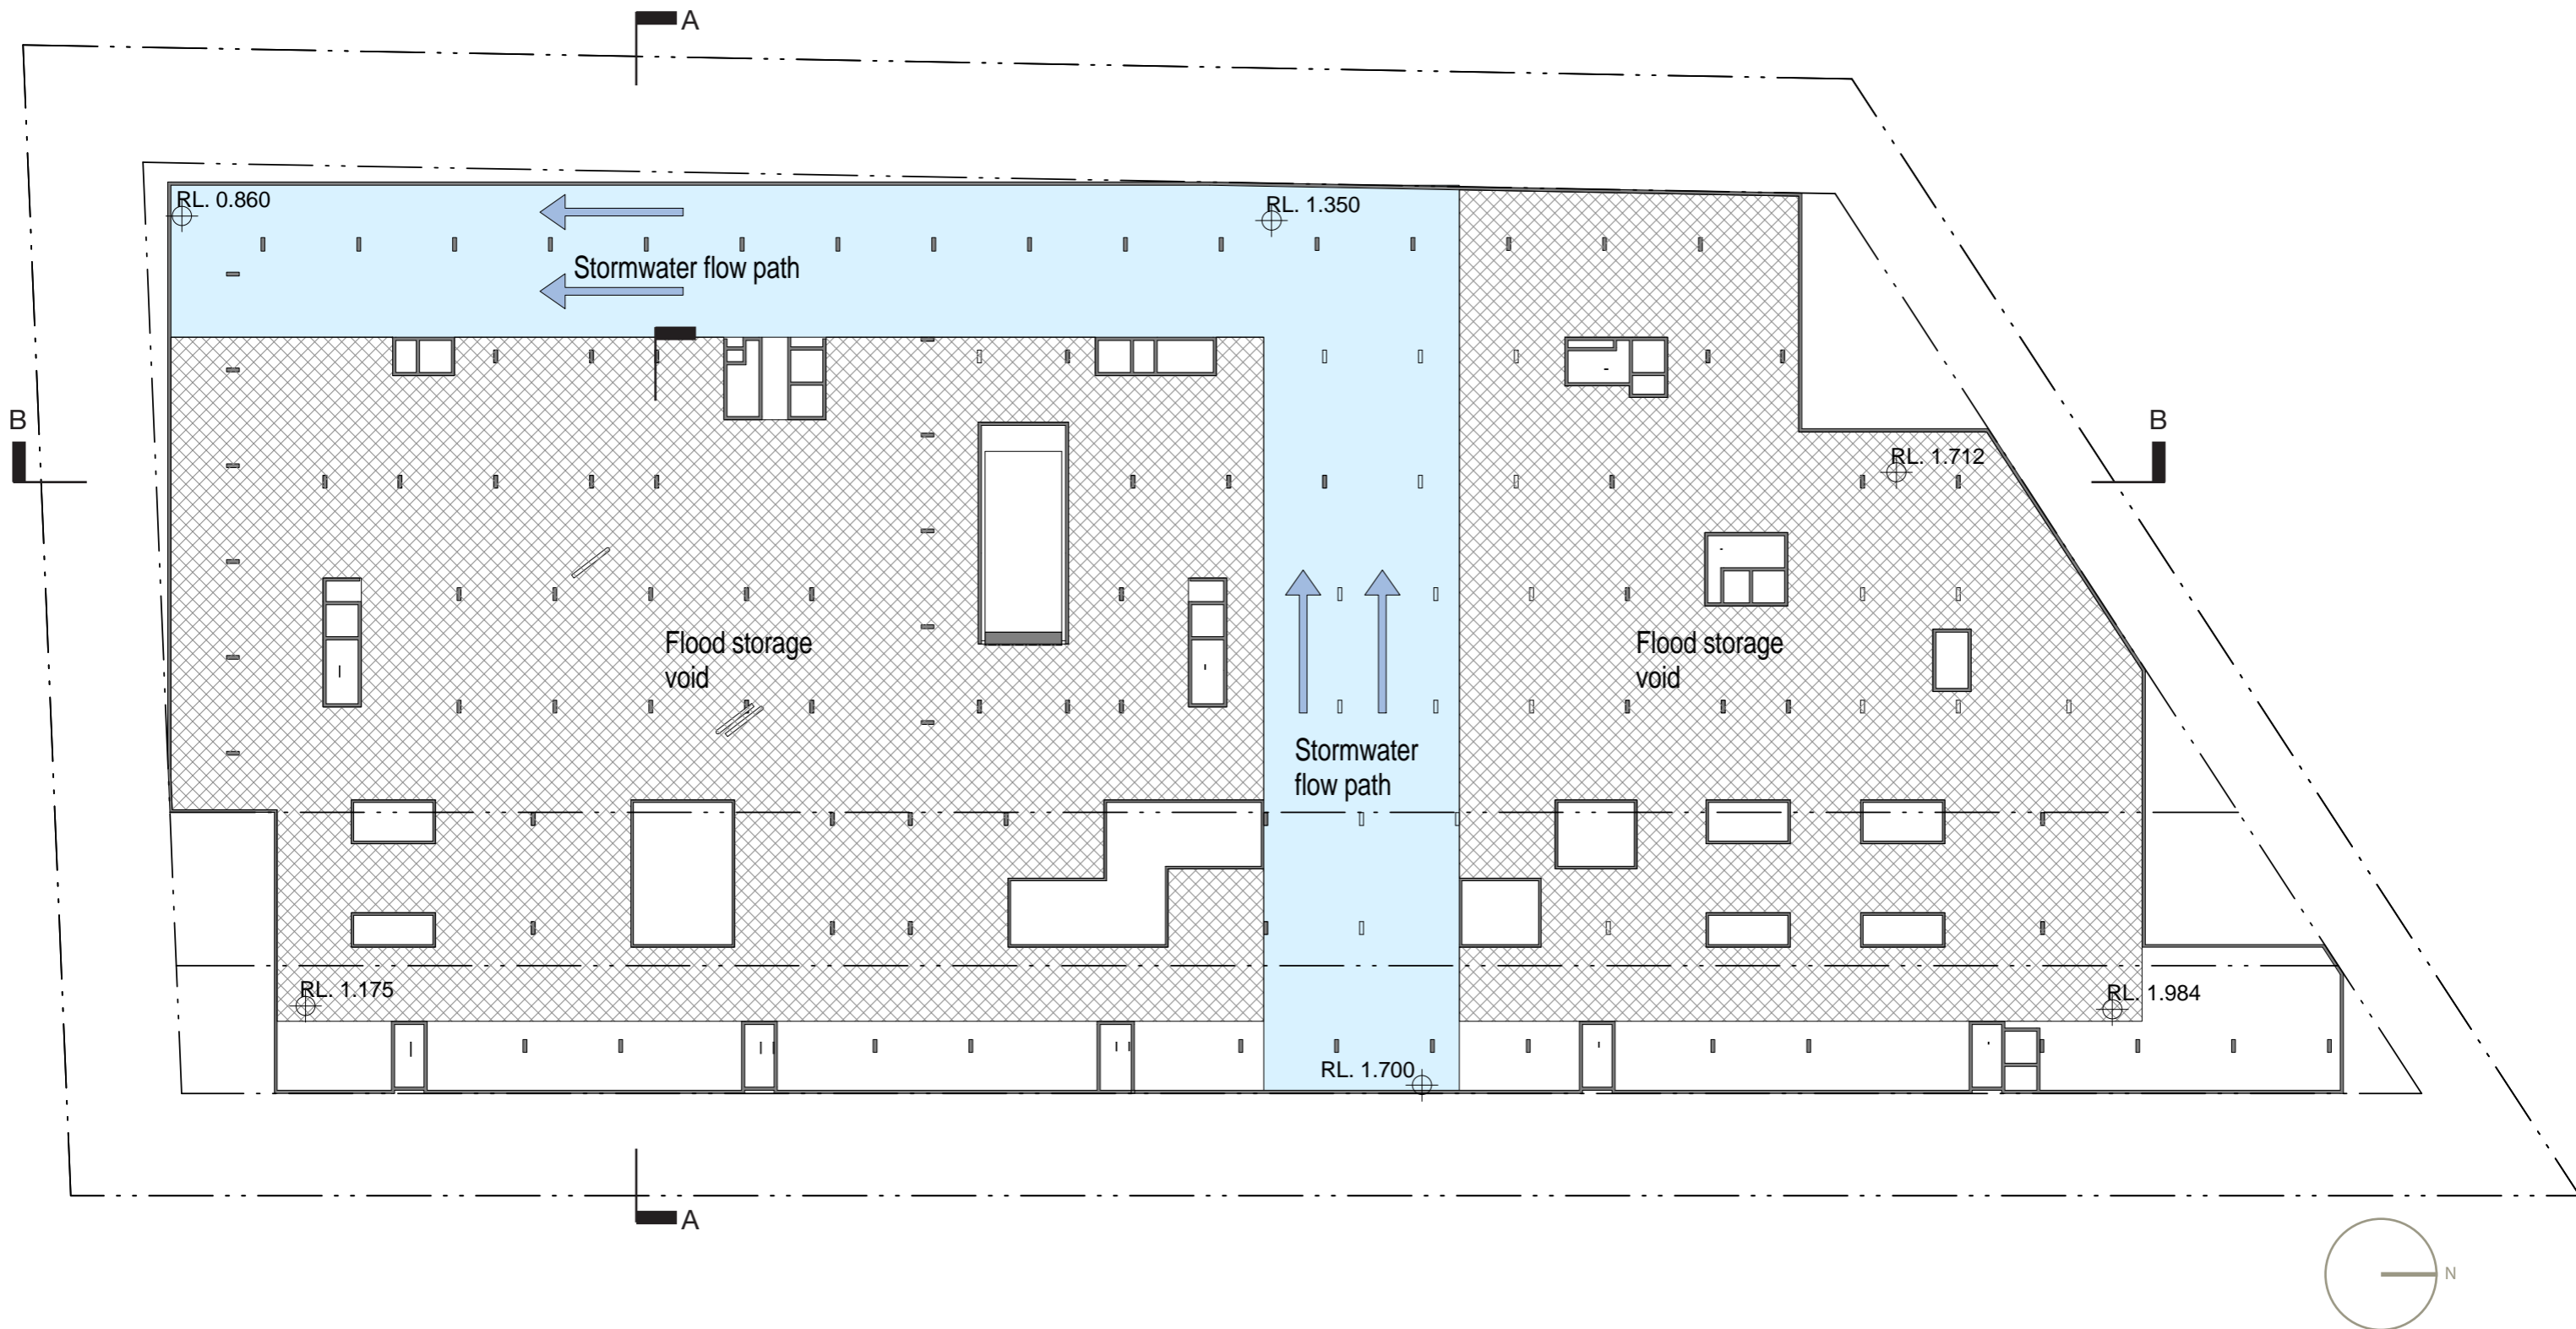 A
RL. 0.860
RL. 1.350
Stormwater flow path
B
B
RL. 1.712
Flood storage
void
Flood storage
void
Stormwater
flow path
RL. 1.175
RL. 1.984
RL. 1.700
A
N